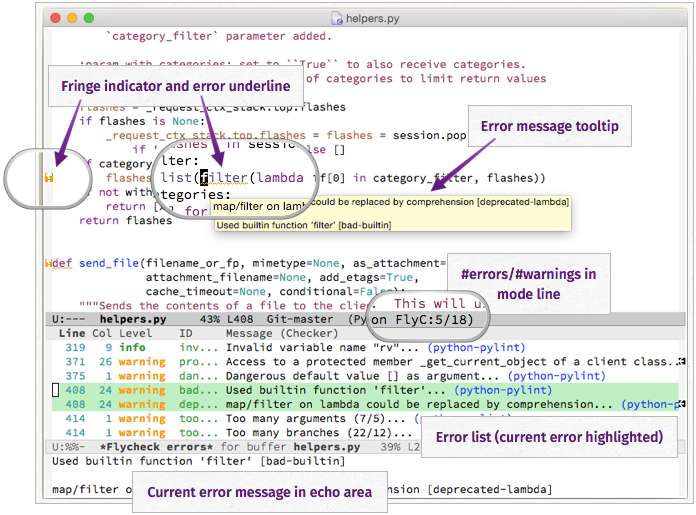 helpers.py
`category_filter` parameter added.
:param with_categories: set to ``True`` to also receive categories.
of categories to limit return values
Fringe indicator and error underline
flashes = _request_ctx_stack.top.flashes
if flashes is None:
_request_ctx_stack.top.flashes = flashes = session.pop
Error message tooltip
if in session else []
lter:
if category
list(filter(lambda
flashes if[0] in category_filter, flashes))
if not with tegories:
return [x for
map/filter on lambda could be replaced by comprehension [deprecated-lambda]
Used builtin function 'filter' [bad-builtin]
return flashes
def send_file(filename_or_fp, mimetype=None, as_attachment=
attachment_filename=None, add_etags=True,
cache_timeout=None, conditional=False):
#errors/#warnings in
mode line
"""Sends the contents of a file to the client. This will u
U:--- helpers.py 43% L408 Git-master (Py on FlyC:5/18)
Line Col Level ID Message (Checker)
319 9 info inv... Invalid variable name "rv"... (python-pylint)
371 26 warning pro... Access to a protected member _get_current_object of a client class..
375 1 warning dan... Dangerous default value [] as argument... (python-pylint)
408 24 warning bad... Used builtin function 'filter'... (python-pylint)
408 24 warning dep... map/filter on lambda could be replaced by comprehension... (python-p
414 1 warning too... Too many arguments (7/5)... (python-pylint)
414 1 warning too... Too many branches (22/12)...
Error list (current error highlighted)
U:%%- *Flycheck errors* for buffer helpers.py 39% L2
Used builtin function 'filter' [bad-builtin]
Current error message in echo area
map/filter o nsion [deprecated-lambda]